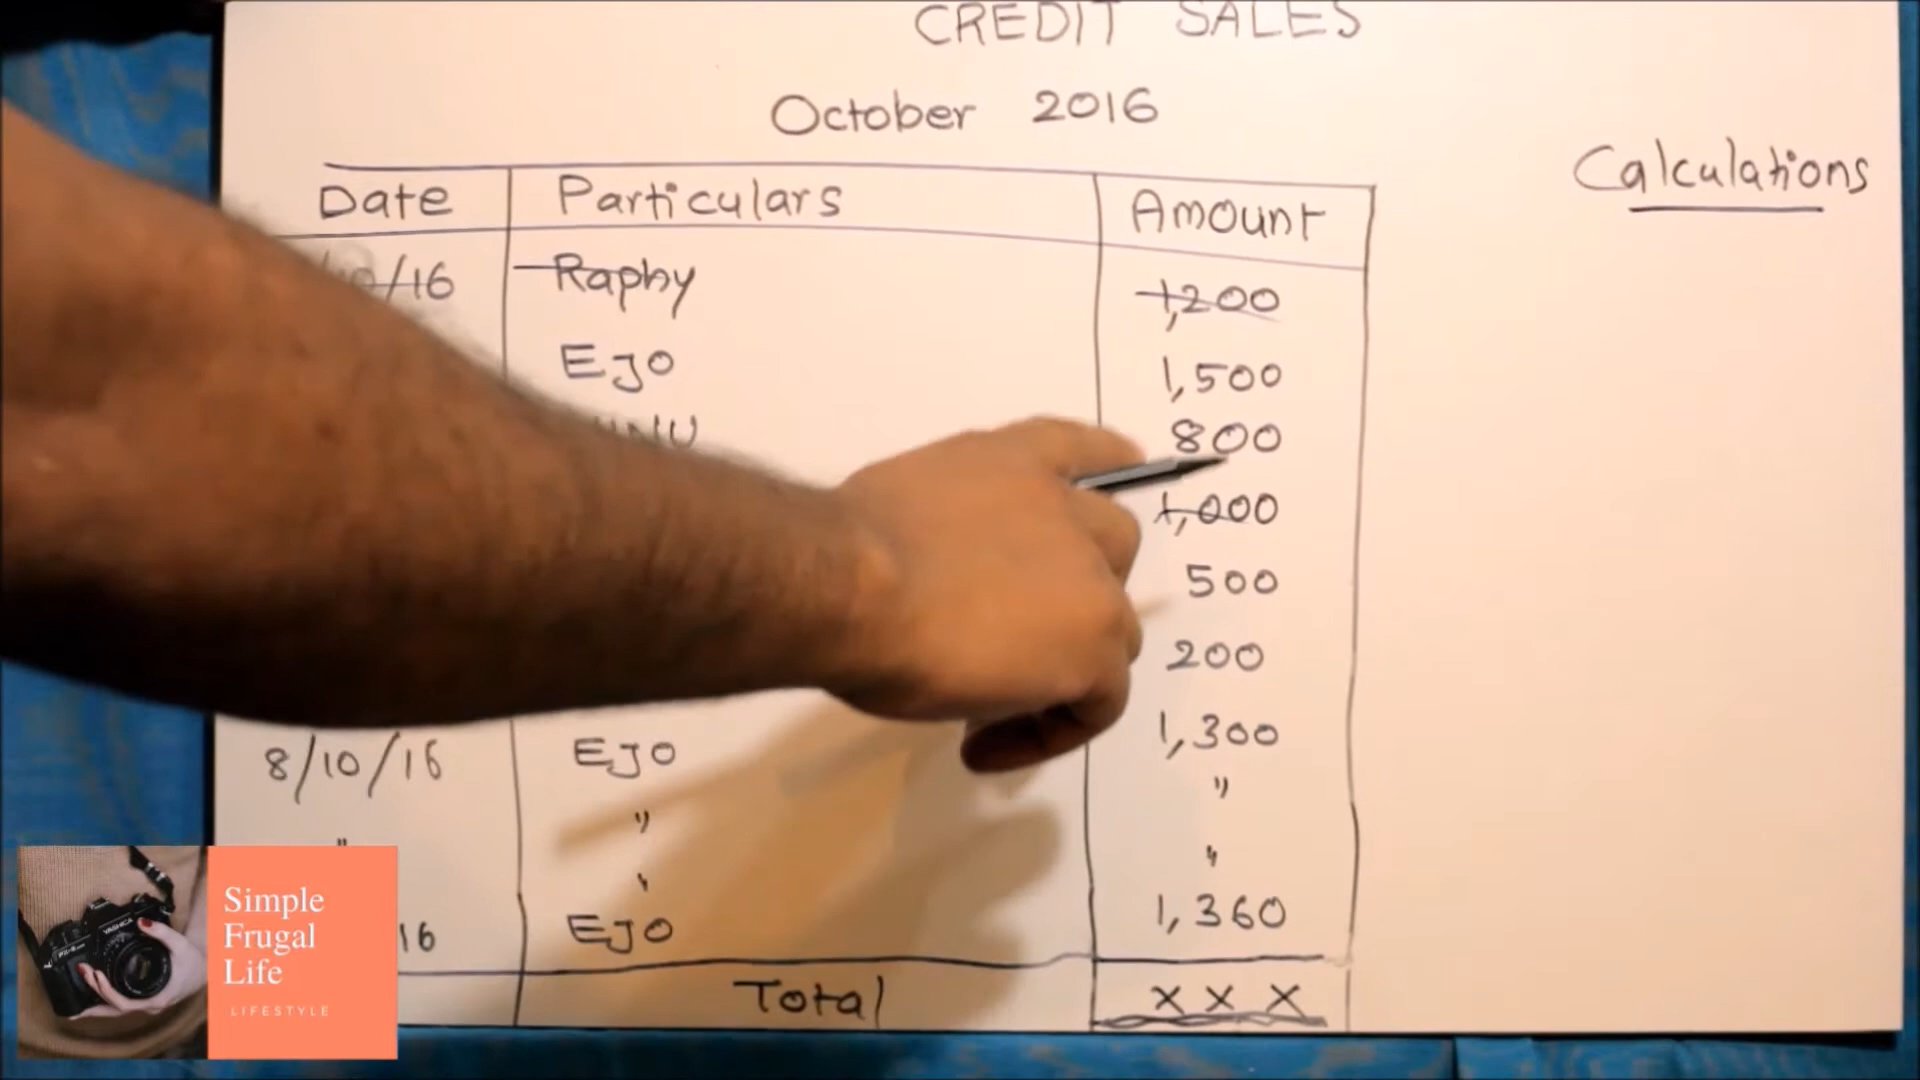 CREDIT SALES
October 2016
Calculations
Date Particulars Amount
/16 Raphy 1,200
EJO 1,500
800
1,000
500
200
8/10/16 EJO 1,300
" "
" "
16 EJO 1,360
Total x x x
Simple
Frugal
Life
LIFESTYLE
YASHICA